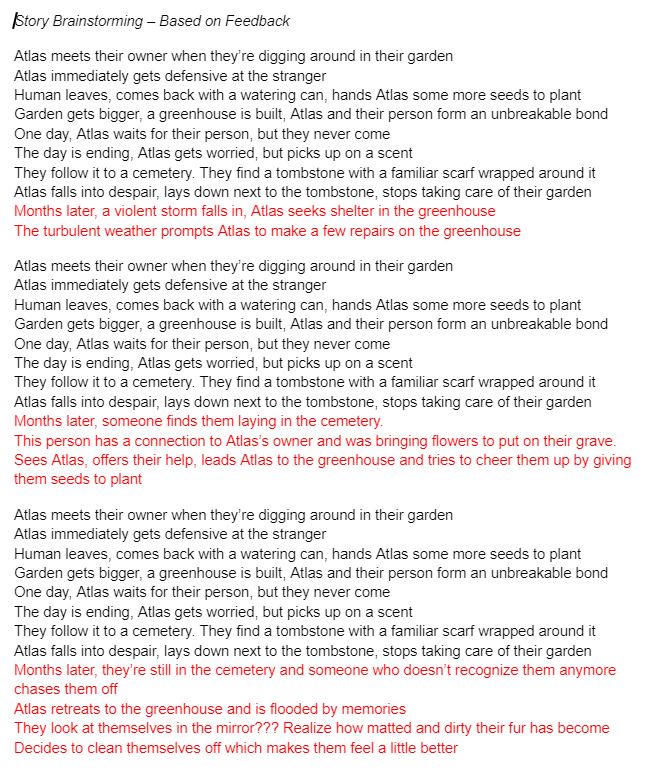 Story Brainstorming – Based on Feedback
Atlas meets their owner when they’re digging around in their garden
Atlas immediately gets defensive at the stranger
Human leaves, comes back with a watering can, hands Atlas some more seeds to plant
Garden gets bigger, a greenhouse is built, Atlas and their person form an unbreakable bond
One day, Atlas waits for their person, but they never come
The day is ending, Atlas gets worried, but picks up on a scent
They follow it to a cemetery. They find a tombstone with a familiar scarf wrapped around it
Atlas falls into despair, lays down next to the tombstone, stops taking care of their garden
Months later, a violent storm falls in, Atlas seeks shelter in the greenhouse
The turbulent weather prompts Atlas to make a few repairs on the greenhouse
Atlas meets their owner when they’re digging around in their garden
Atlas immediately gets defensive at the stranger
Human leaves, comes back with a watering can, hands Atlas some more seeds to plant
Garden gets bigger, a greenhouse is built, Atlas and their person form an unbreakable bond
One day, Atlas waits for their person, but they never come
The day is ending, Atlas gets worried, but picks up on a scent
They follow it to a cemetery. They find a tombstone with a familiar scarf wrapped around it
Atlas falls into despair, lays down next to the tombstone, stops taking care of their garden
Months later, someone finds them laying in the cemetery.
This person has a connection to Atlas’s owner and was bringing flowers to put on their grave.
Sees Atlas, offers their help, leads Atlas to the greenhouse and tries to cheer them up by giving
them seeds to plant
Atlas meets their owner when they’re digging around in their garden
Atlas immediately gets defensive at the stranger
Human leaves, comes back with a watering can, hands Atlas some more seeds to plant
Garden gets bigger, a greenhouse is built, Atlas and their person form an unbreakable bond
One day, Atlas waits for their person, but they never come
The day is ending, Atlas gets worried, but picks up on a scent
They follow it to a cemetery. They find a tombstone with a familiar scarf wrapped around it
Atlas falls into despair, lays down next to the tombstone, stops taking care of their garden
Months later, they’re still in the cemetery and someone who doesn’t recognize them anymore
chases them off
Atlas retreats to the greenhouse and is flooded by memories
They look at themselves in the mirror??? Realize how matted and dirty their fur has become
Decides to clean themselves off which makes them feel a little better